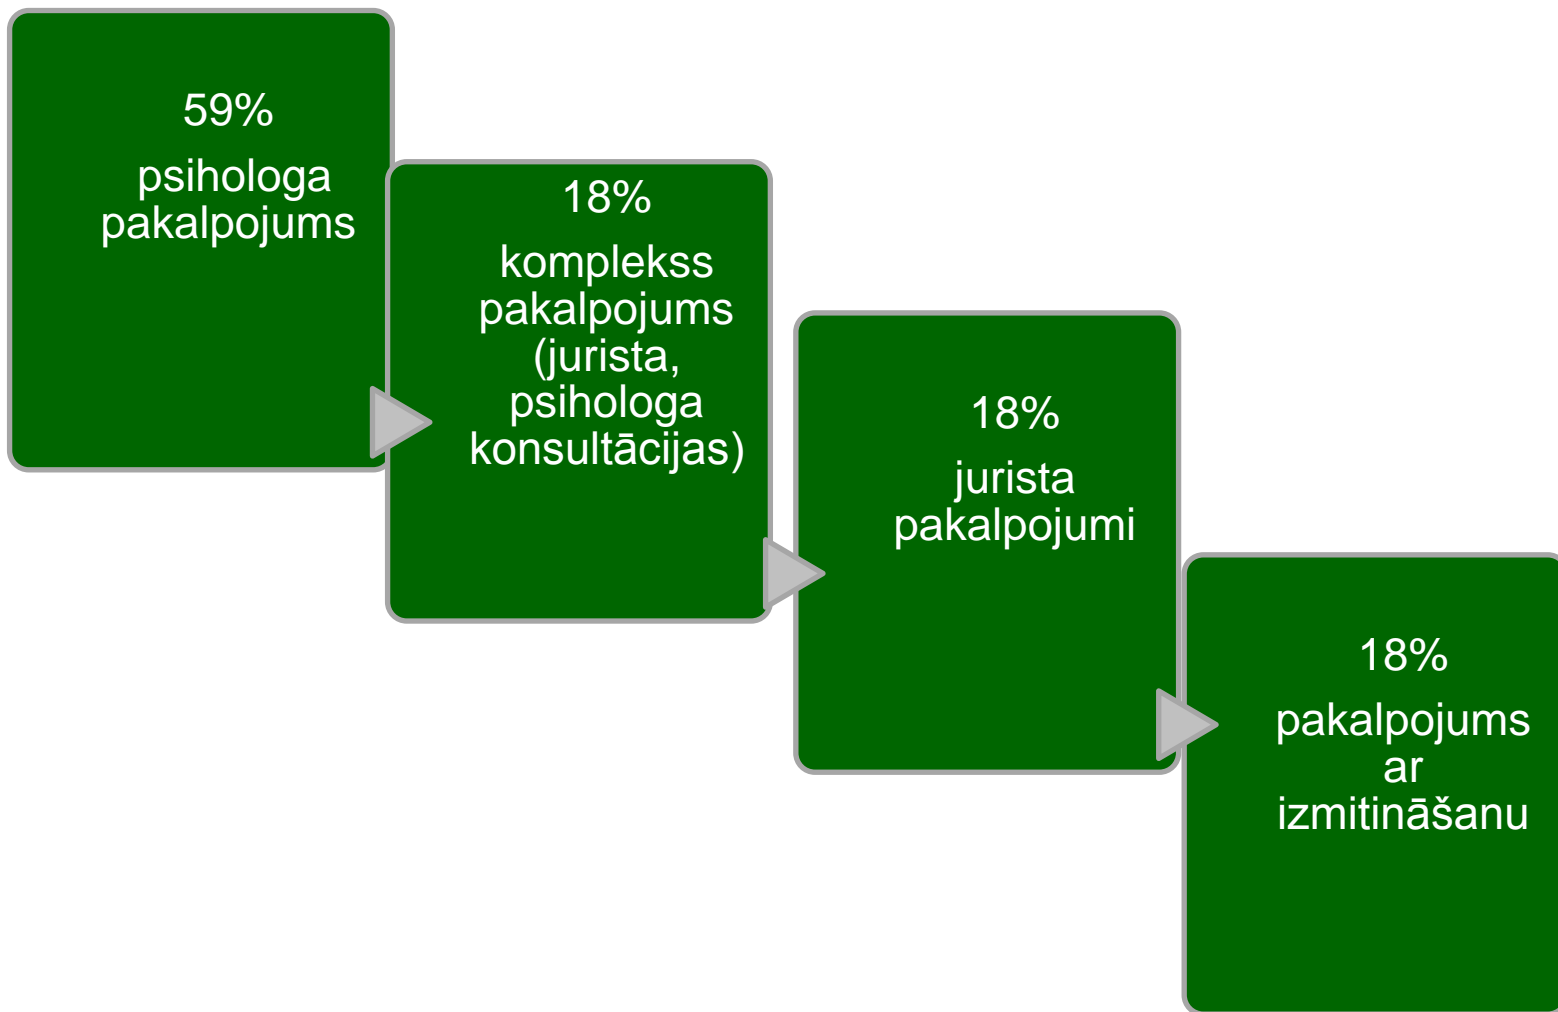 59%
psihologa
pakalpojums
18%
komplekss
pakalpojums
(jurista,
psihologa
konsultācijas)
18%
jurista
pakalpojumi
18%
pakalpojums
ar
izmitināšanu